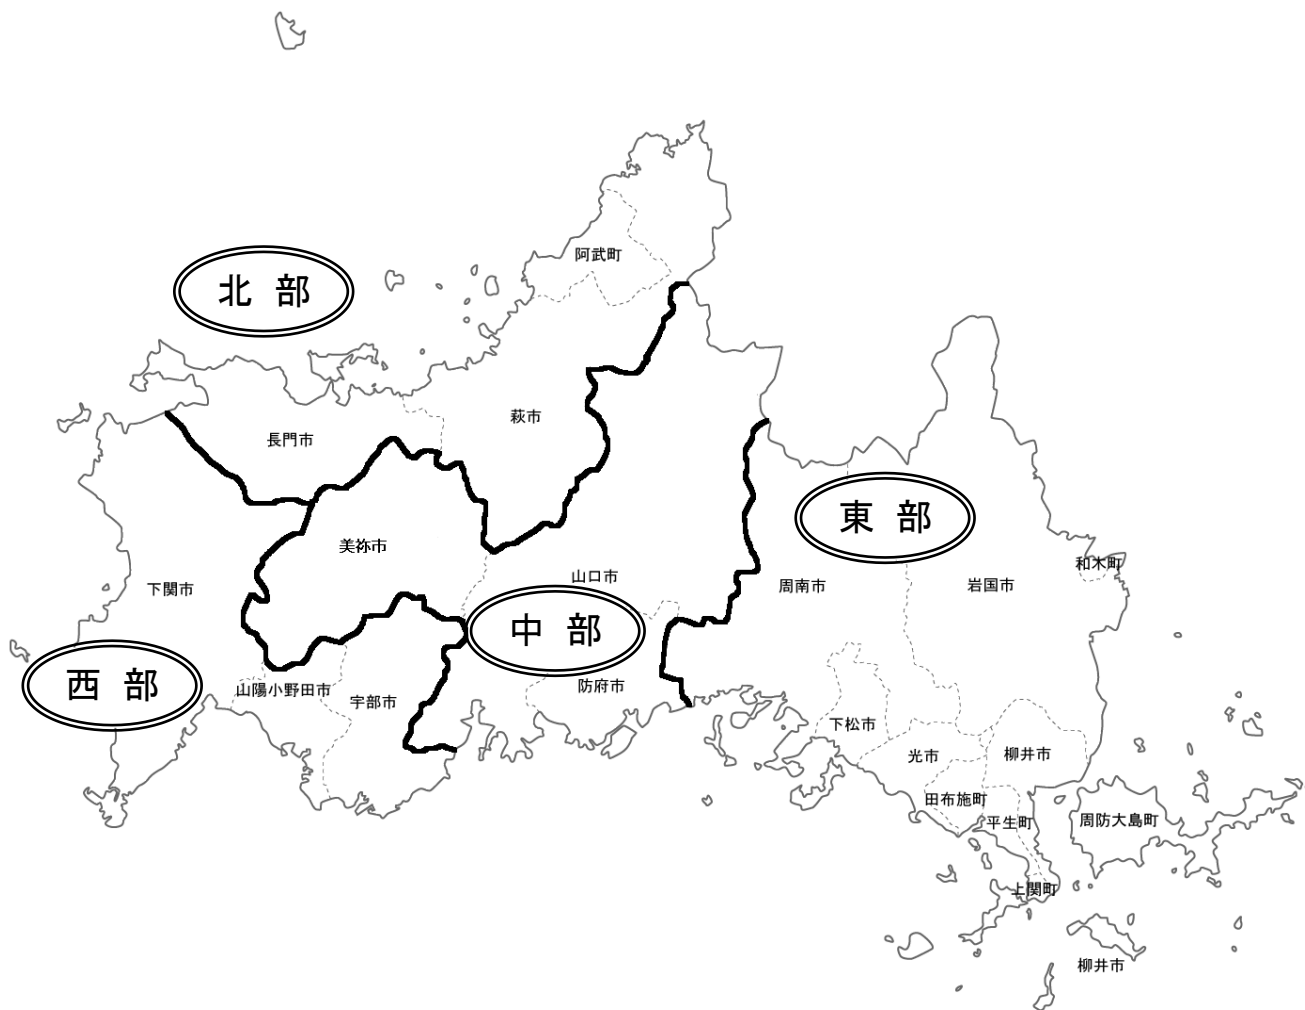 阿武町
北 部
萩市
長門市
東 部
美祢市
和木町
山口市
下関市
周南市
岩国市
中 部
西 部
山陽小野田市
防府市
宇部市
下松市
光市
柳井市
田布施町
平生町
周防大島町
上関町
柳井市